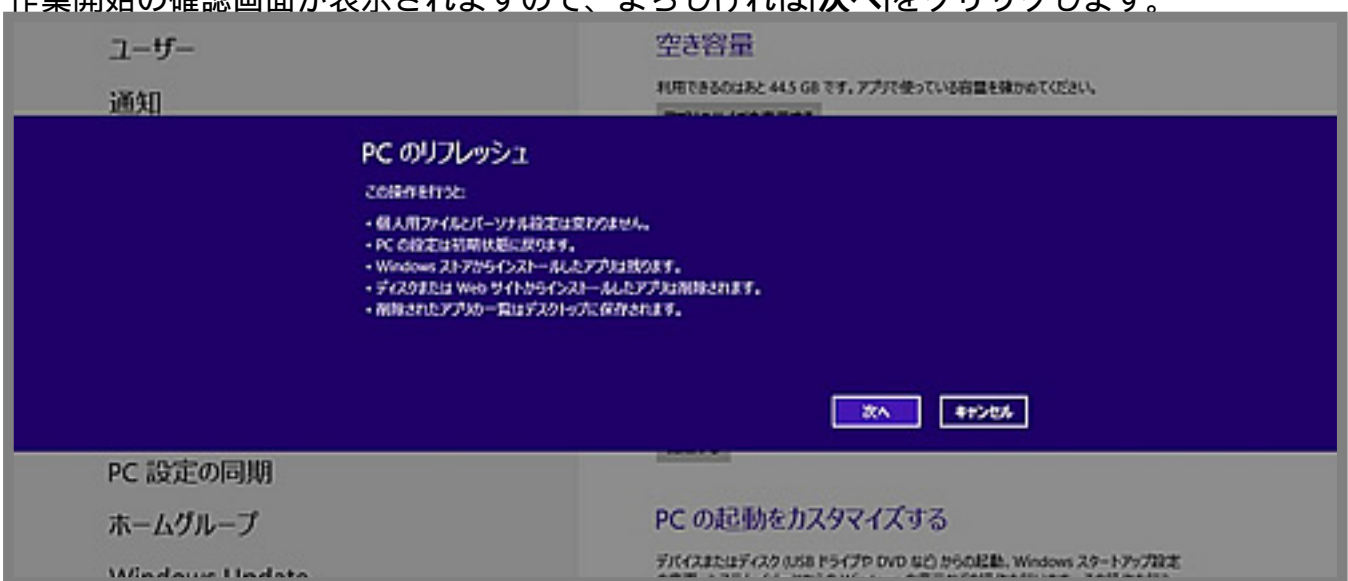 作業開始の確認画面が表示されますので、よろしければ[次へ]をクリックします。
ユーザー
空き容量
利用できるのはあと 44.5 GB です。アプリで使っている容量を確かめてください。
通知
PC のリフレッシュ
この操作を行うと:
・個人用ファイルとパーソナル設定は変わりません。
・PC の設定は初期状態に戻ります。
・Windows ストアからインストールしたアプリは残ります。
・ディスクまたは Web サイトからインストールしたアプリは削除されます。
・削除されたアプリの一覧はデスクトップに保存されます。
次へ
キャンセル
PC 設定の同期
ホームグループ
PC の起動をカスタマイズする
デバイスまたはディスク (USB ドライブや DVD など) からの起動、Windows スタートアップ設定
Windows Update